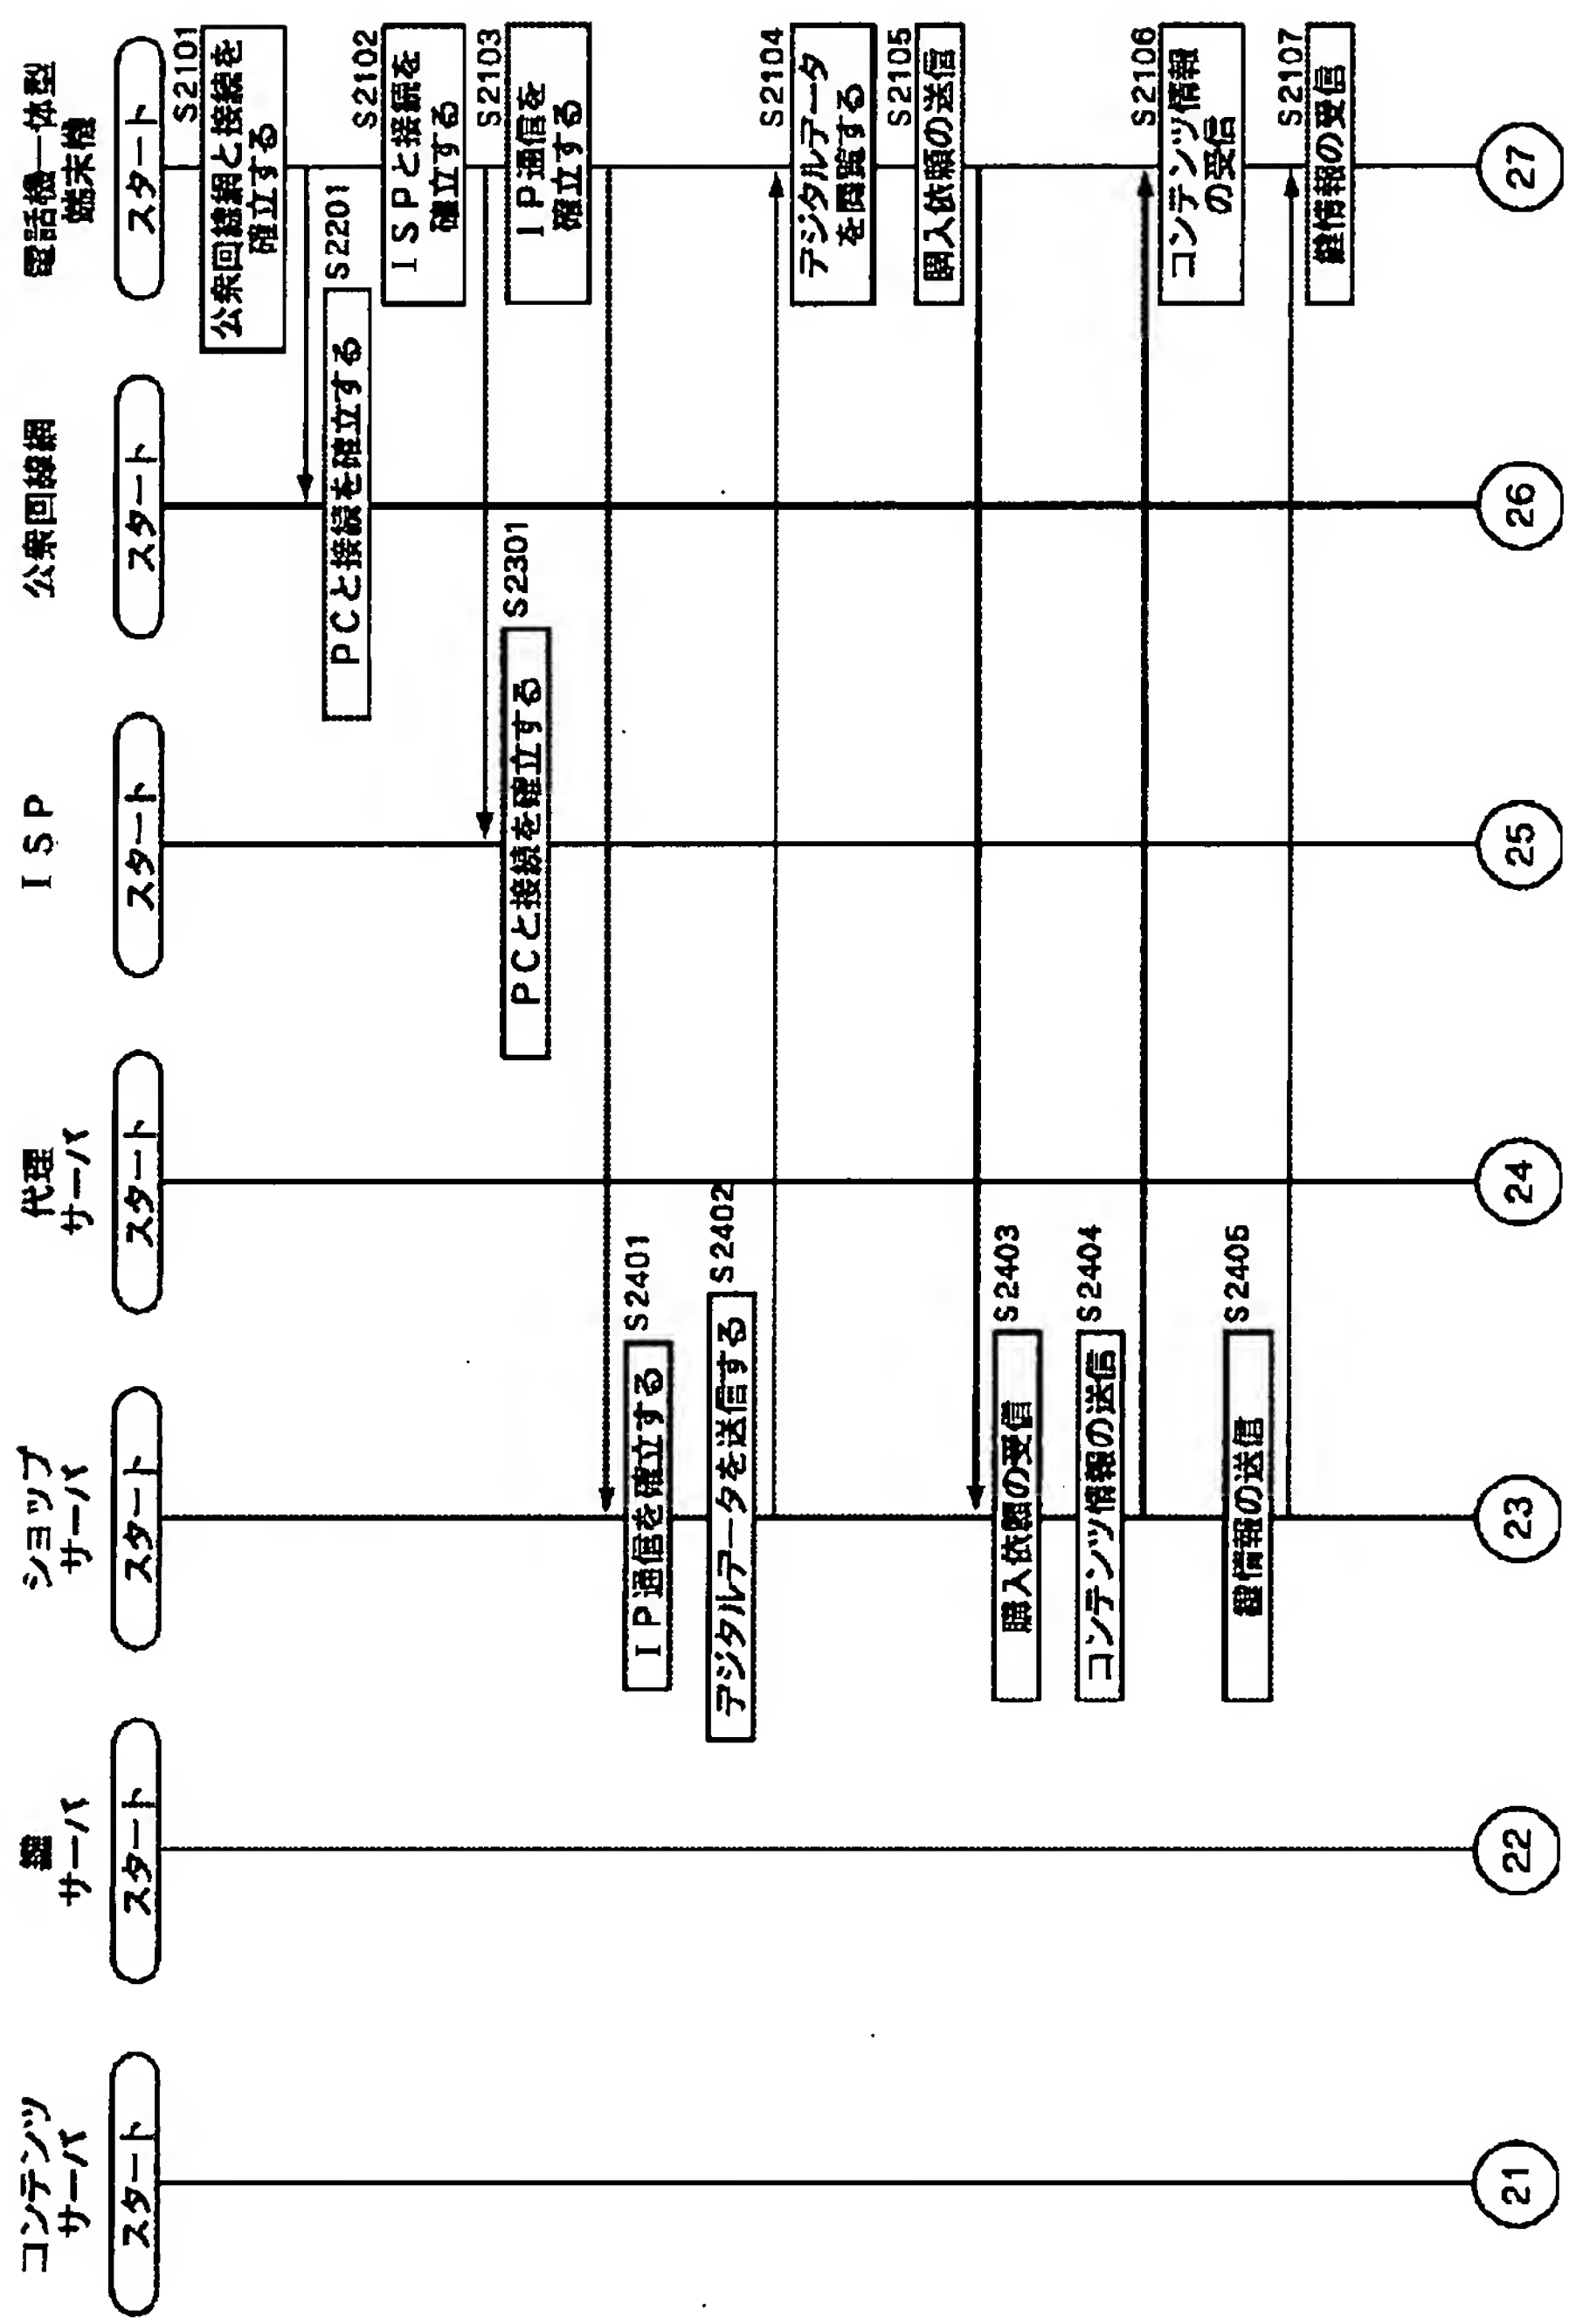 コンテンツ
サーバ
鍵
サーバ
ショップ
サーバ
代理
サーバ
ISP
公衆回線網
電話機一体型
端末機
スタート
スタート
スタート
スタート
スタート
スタート
スタート
S2101
公衆回線網と接続を
確立する
S2201
PCと接続を確立する
S2102
ISPと接続を
確立する
S2301
PCと接続を確立する
S2103
IP通信を
確立する
S2401
IP通信を確立する
S2402
デジタルデータを送信する
S2104
デジタルデータ
を閲覧する
S2105
購入依頼の送信
S2403
購入依頼の受信
S2404
コンテンツ情報の送信
S2106
コンテンツ情報
の受信
S2405
鍵情報の送信
S2107
鍵情報の受信
21
22
23
24
25
26
27